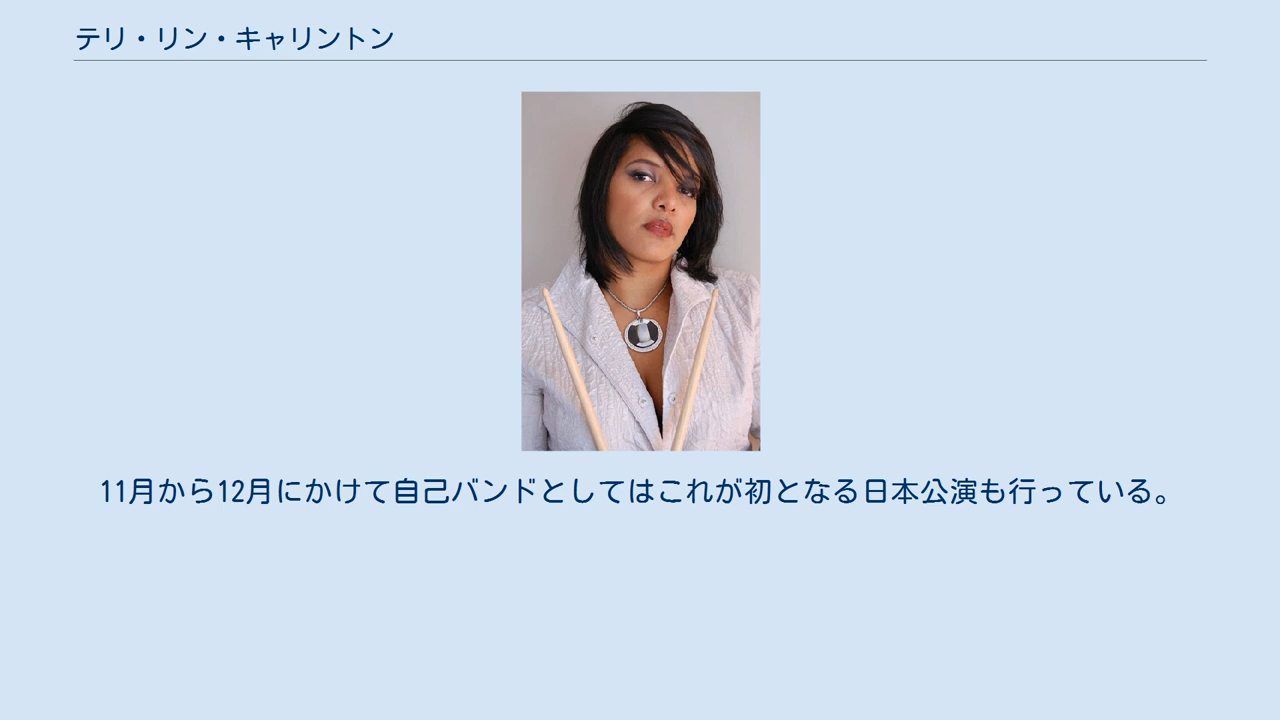 テリ・リン・キャリントン
11月から12月にかけて自己バンドとしてはこれが初となる日本公演も行っている。